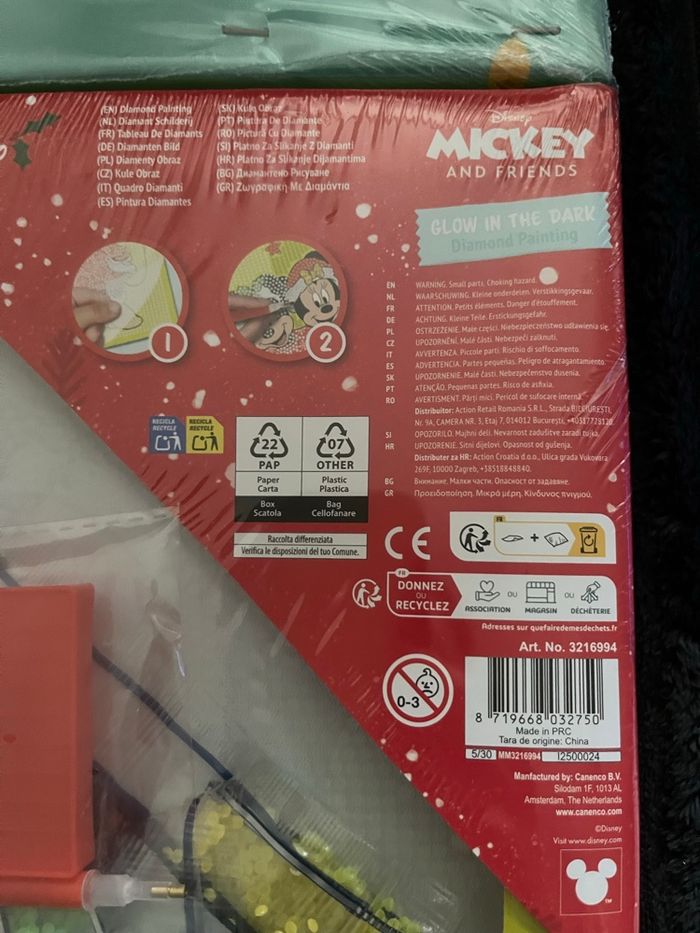 (EN) Diamond Painting
(NL) Diamant Schilderij
(FR) Tableau De Diamants
(DE) Diamanten Bild
(PL) Diamenty Obraz
(CZ) Kule Obraz
(IT) Quadro Diamanti
(ES) Pintura Diamantes
(SK) Kule Obraz
(PT) Pintura De Diamante
(RO) Pictură Cu Diamante
(SI) Platno Za Slikanje Z Diamanti
(HR) Platno Za Slikanje Dijamantima
(BG) Диамантено Рисуване
(GR) Ζωγραφική Με Διαμάντια
Disney
MICKEY
AND FRIENDS
GLOW IN THE DARK
Diamond Painting
1
2
EN WARNING. Small parts. Choking hazard.
NL WAARSCHUWING. Kleine onderdelen. Verstikkingsgevaar.
FR ATTENTION. Petits éléments. Danger d'étouffement.
DE ACHTUNG. Kleine Teile. Erstickungsgefahr.
PL OSTRZEŻENIE. Małe części. Niebezpieczeństwo udławienia się.
CZ UPOZORNĚNÍ. Malé části. Nebezpečí zalknutí.
IT AVVERTENZA. Piccole parti. Rischio di soffocamento.
ES ADVERTENCIA. Partes pequeñas. Peligro de atragantamiento.
SK UPOZORNENIE. Malé časti. Nebezpečenstvo dusenia.
PT ATENÇÃO. Pequenas partes. Risco de asfixia.
RO AVERTISMENT. Părți mici. Pericol de sufocare internă.
Distribuitor: Action Retail Romania S.R.L., Strada BUCUREȘTI,
Nr. 9A, CAMERA NR. 3, Etaj 7, 014012 București, +40317729120
SI OPOZORILO. Majhni deli. Nevarnost zadušitve zaradi tujka.
HR UPOZORENJE. Sitni dijelovi. Opasnost od gušenja.
Distributer za HR: Action Croatia d.o.o., Ulica grada Vukovara
269F, 10000 Zagreb, +38518848840.
BG Внимание. Малки части. Опасност от задавяне.
GR Προειδοποίηση. Μικρά μέρη. Κίνδυνος πνιγμού.
RECICLA
RECYCLE
RECICLA
RECYCLE
22
PAP
Paper
Carta
Box
Scatola
07
OTHER
Plastic
Plastica
Bag
Cellofanare
Raccolta differenziata
Verifica le disposizioni del tuo Comune.
CE
FR
+
FR
DONNEZ
OU
RECYCLEZ
ASSOCIATION
OU
MAGASIN
OU
DÉCHÈTERIE
Adresses sur quefairedemesdechets.fr
Art. No. 3216994
0-3
8 719668 032750
Made in PRC
Tara de origine: China
5/30 MM3216994 I2500024
Manfactured by: Canenco B.V.
Silodam 1F, 1013 AL
Amsterdam, The Netherlands
www.canenco.com
©Disney
Visit www.disney.com
TM